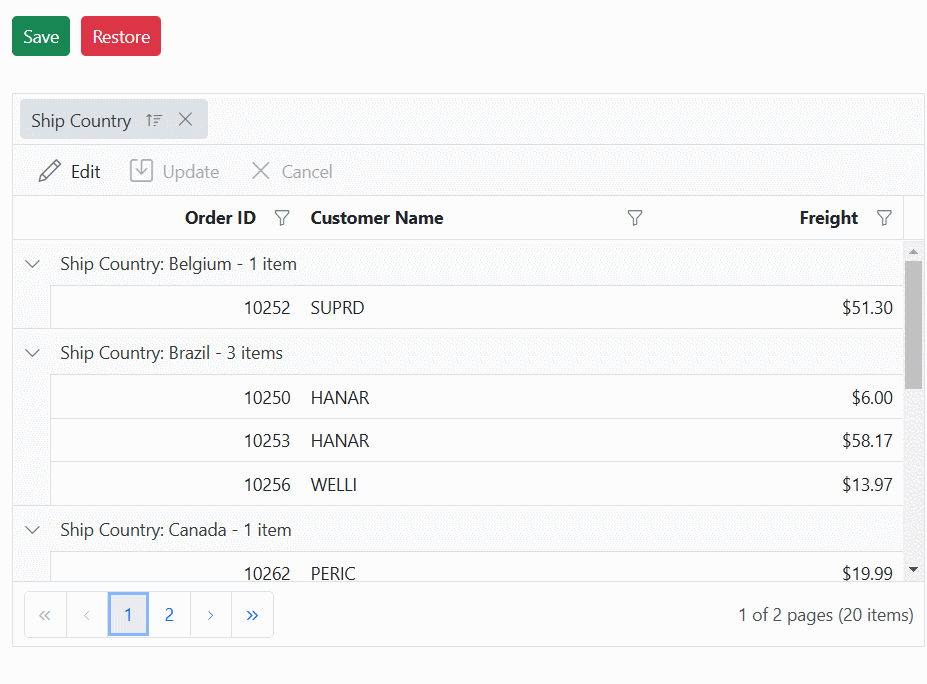 Save Restore
Ship Country
Edit Update Cancel
Order ID Customer Name Freight
Ship Country: Belgium - 1 item
10252 SUPRD $51.30
Ship Country: Brazil - 3 items
10250 HANAR $6.00
10253 HANAR $58.17
10256 WELLI $13.97
Ship Country: Canada - 1 item
10262 PERIC $19.99
1 2 1 of 2 pages (20 items)